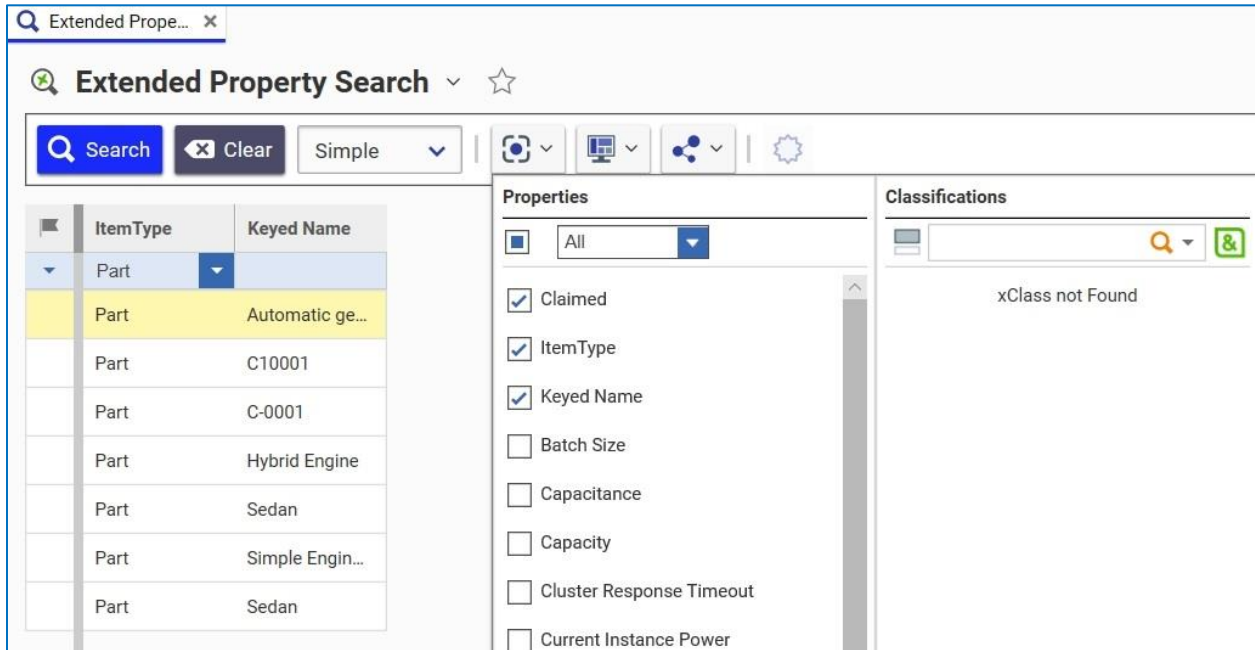 Extended Prope...
Extended Property Search
Search
Clear
Simple
ItemType Keyed Name
Part
Part Automatic ge...
Part C10001
Part C-0001
Part Hybrid Engine
Part Sedan
Part Simple Engin...
Part Sedan
Properties
All
Claimed
ItemType
Keyed Name
Batch Size
Capacitance
Capacity
Cluster Response Timeout
Current Instance Power
Classifications
&
xClass not Found